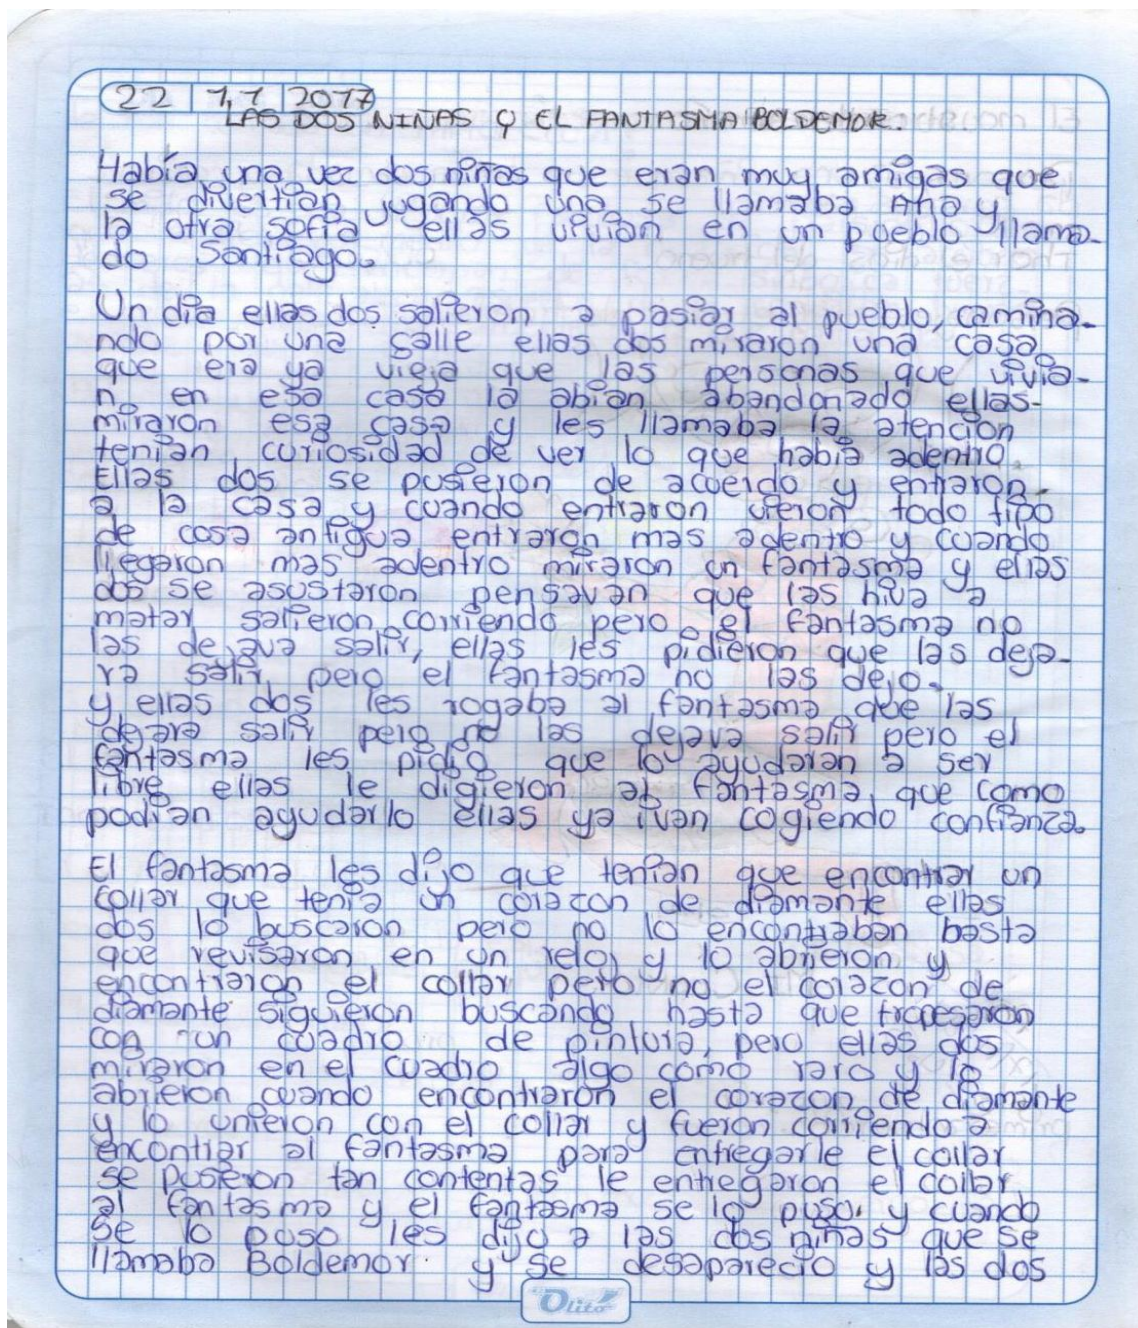 22 11 2017
LAS DOS NIÑAS Y EL FANTASMA BOLDEMOR.
Había una vez dos niñas que eran muy amigas que
se divertían jugando una se llamaba Ana y
la otra sofía ellas vivían en un pueblo llama-
do Santiago.
Un día ellas dos salieron a pasiar al pueblo, camina-
ndo por una calle ellas dos miraron una casa
que era ya vieja que las personas que vivia-
n en esa casa la abian abandonado ellas-
miraron esa casa y les llamaba la atencion
tenian curiosidad de ver lo que habia adentro.
Ellas dos se pusieron de acuerdo y entraron-
a la casa y cuando entraron vieron todo tipo
de cosa antigua entraron mas adentro y cuando
llegaron mas adentro miraron un fantasma y ellas
dos se asustaron pensavan que las hiva a
matar salieron corriendo pero el fantasma no
las dejava salir, ellas les pidieron que las deja-
ra salir pero el fantasma no las dejo.
y ellas dos les rogaba al fantasma que las
dejara salir pero no las dejava salir pero el
fantasma les pidio que lo ayudaran a ser
libre ellas le digieron al fantasma que como
podian ayudarlo ellas ya ivan cogiendo confianza.
El fantasma les dijo que tenian que encontrar un
collar que tenia un corazon de diamante ellas
dos lo buscaron pero no lo encontraban basta
que revisaron en un reloj y lo abrieron y
encontraron el collar pero no el corazon de
diamante siguieron buscando hasta que tropesaron
con un cuadro de pintura, pero ellas dos
miraron en el cuadro algo como raro y lo
abrieron cuando encontraron el corazon de diamante
y lo unieron con el collar y fueron corriendo a
encontrar al fantasma para entregarle el collar
se pusieron tan contentas le entregaron el collar
al fantasma y el fantasma se lo puso. y cuando
se lo puso les dijo a las dos niñas que se
llamaba Boldemor. y se desaparecio y las dos
Olito